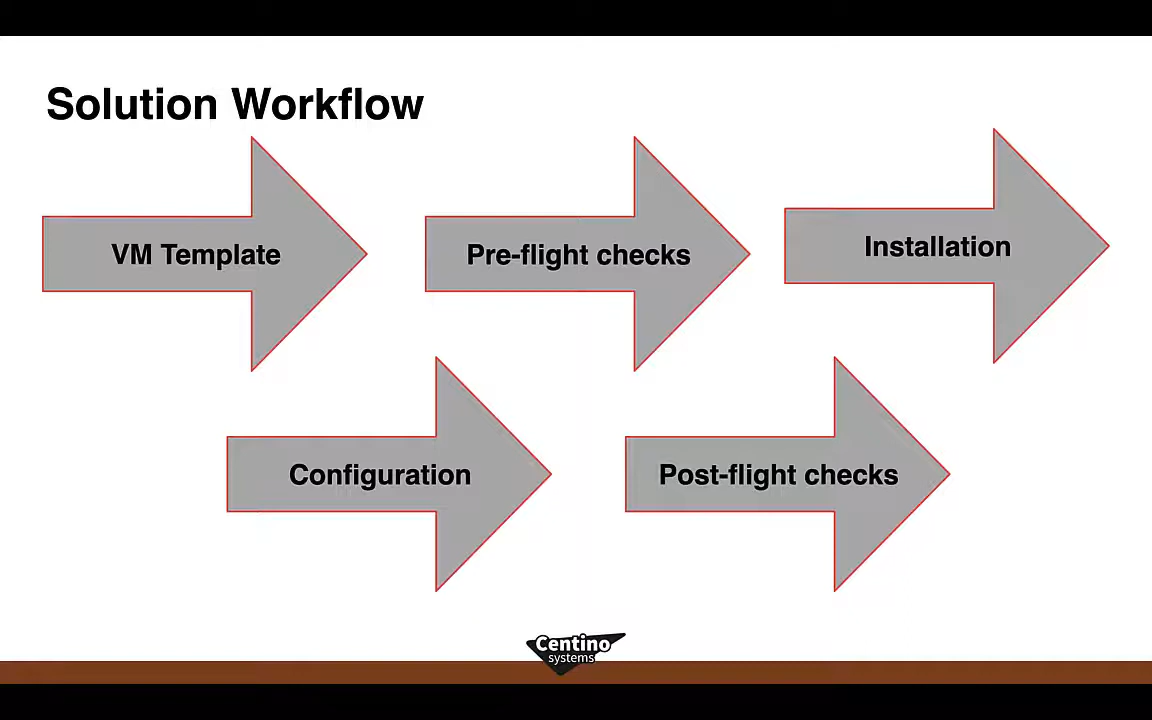 Solution Workflow
VM Template
Pre-flight checks
Installation
Configuration
Post-flight checks
Centino
systems